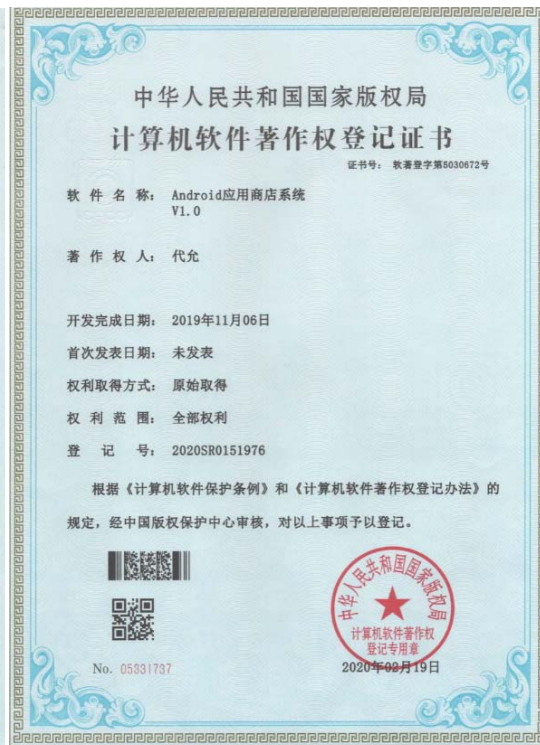 中华人民共和国国家版权局
计算机软件著作权登记证书
证书号： 软著登字第5030672号
软 件 名 称： Android应用商店系统
V1.0
著 作 权 人： 代允
开发完成日期： 2019年11月06日
首次发表日期： 未发表
权利取得方式： 原始取得
权 利 范 围： 全部权利
登 记 号： 2020SR0151976
根据《计算机软件保护条例》和《计算机软件著作权登记办法》的
规定，经中国版权保护中心审核，对以上事项予以登记。
中华人民共和国国家版权局
计算机软件著作权
登记专用章
No. 05331737
2020年02月19日